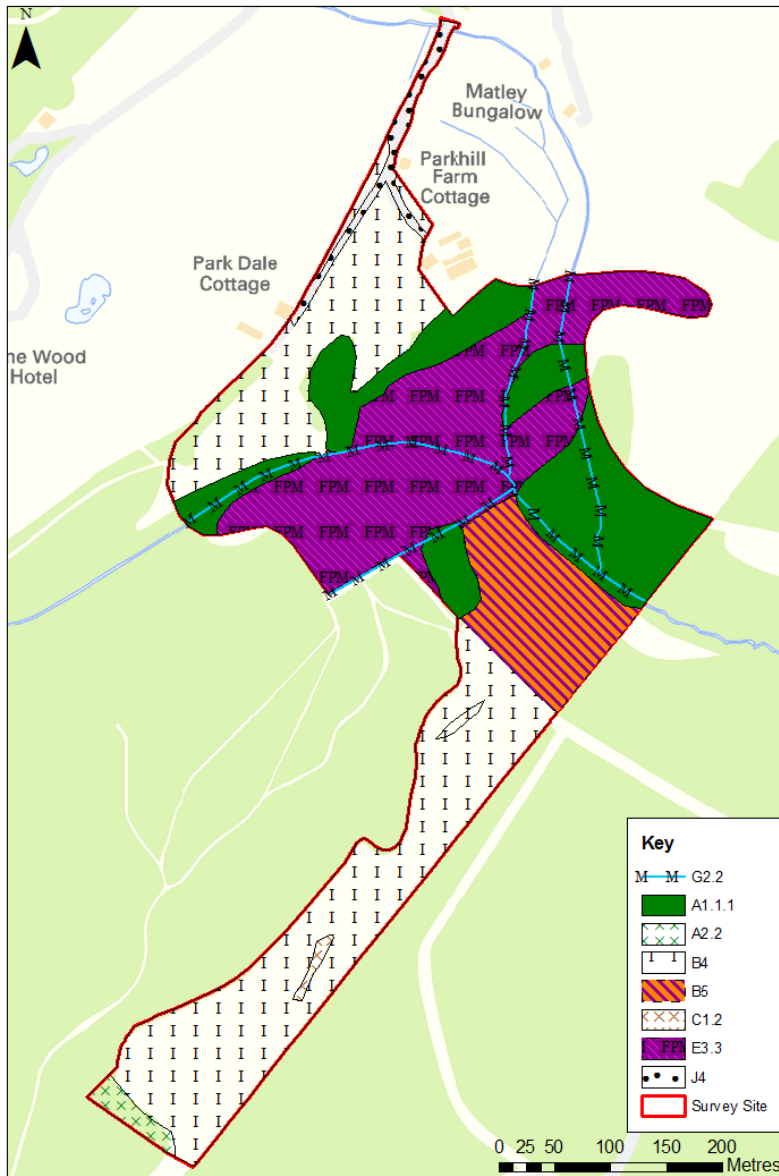 N
Matley
Bungalow
Parkhill
Farm
Cottage
Park Dale
Cottage
ne Wood
Hotel
Key
M M G2.2
A1.1.1
A2.2
I I B4
B5
C1.2
FPM E3.3
J4
Survey Site
0 25 50 100 150 200
Metres